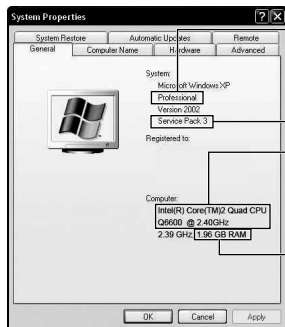 System Properties
System Restore Automatic Updates Remote
General Computer Name Hardware Advanced
System:
Microsoft Windows XP
Professional
Version 2002
Service Pack 3
Registered to:
Computer:
Intel(R) Core(TM)2 Quad CPU
Q6600 @ 2.40GHz
2.39 GHz, 1.96 GB RAM
OK Cancel Apply